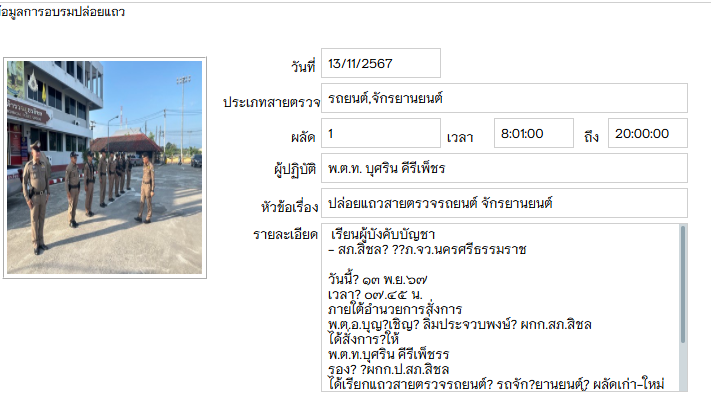 ข้อมูลการอบรมปล่อยแถว
วันที่ 13/11/2567
ประเภทสายตรวจ รถยนต์,จักรยานยนต์
ผลัด 1 เวลา 8:01:00 ถึง 20:00:00
ผู้ปฏิบัติ พ.ต.ท. บุศริน คีรีเพ็ชร
หัวข้อเรื่อง ปล่อยแถวสายตรวจรถยนต์ จักรยานยนต์
รายละเอียด เรียนผู้บังคับบัญชา
- สภ.สิชล? ??ภ.จว.นครศรีธรรมราช
วันนี้? ๑๓ พ.ย.๖๗
เวลา? ๐๗.๔๕ น.
ภายใต้อำนวยการสั่งการ
พ.ต.อ.บุญ?เชิญ? ลิ่มประจวบพงษ์? ผกก.สภ.สิชล
ได้สั่งการ?ให้
พ.ต.ท.บุศริน คีรีเพ็ชรร
รอง? ?ผกก.ป.สภ.สิชล
ได้เรียกแถวสายตรวจรถยนต์? รถจัก?ยานยนต์? ผลัดเก่า-ใหม่